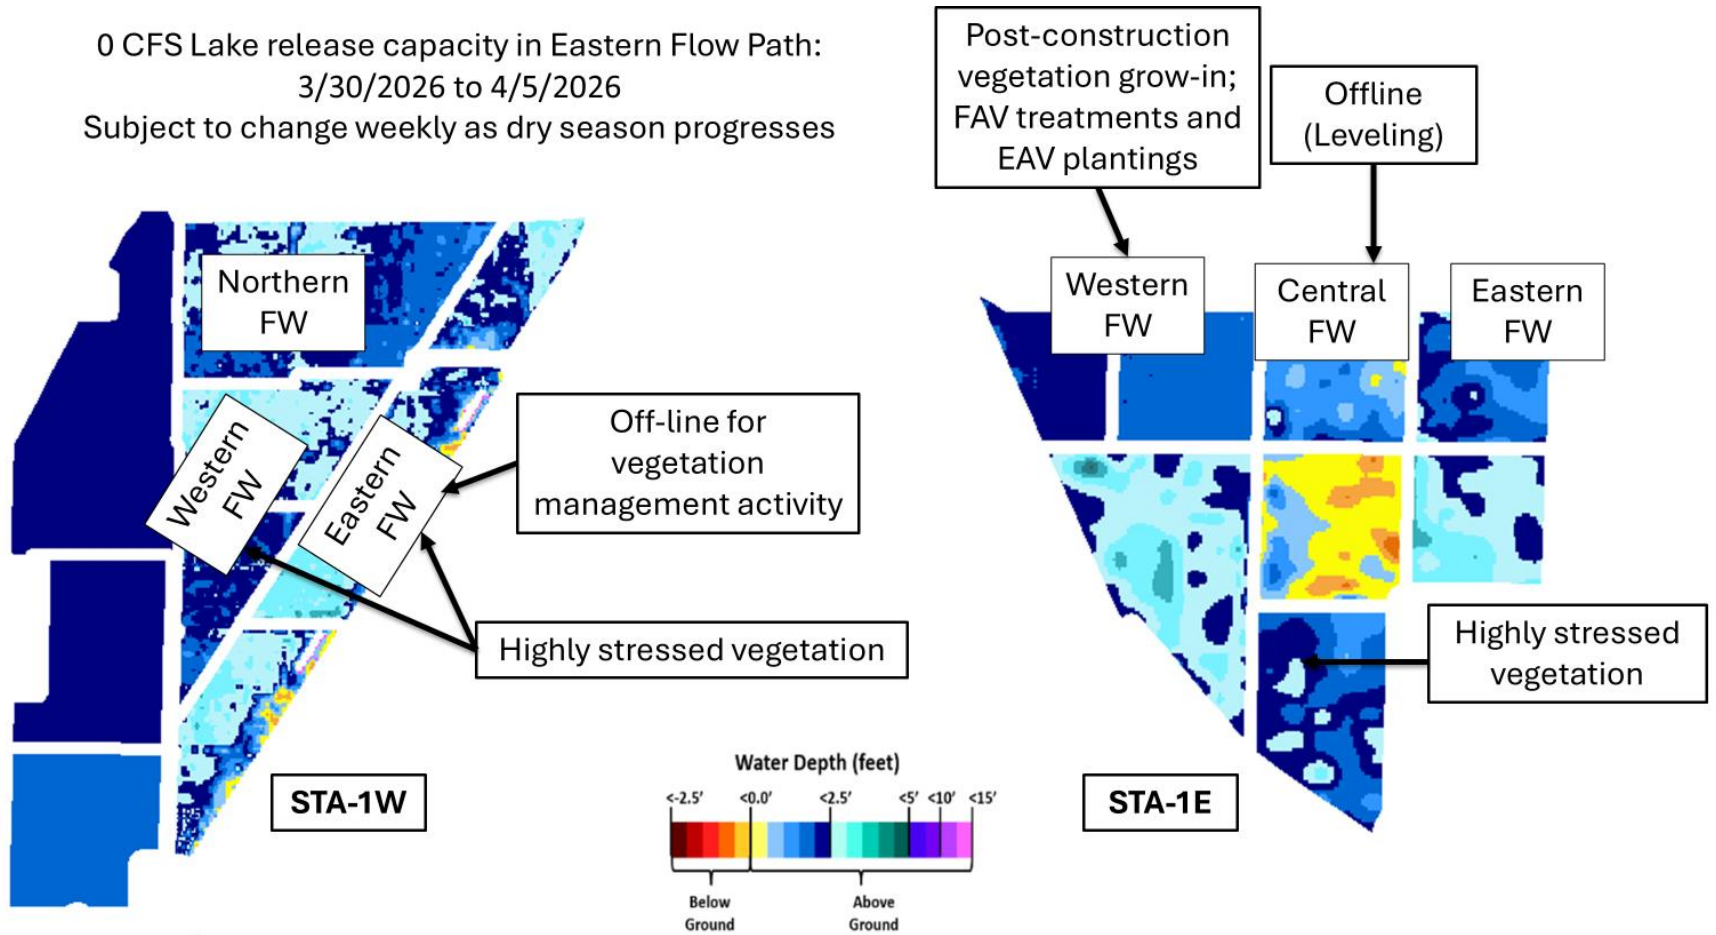 0 CFS Lake release capacity in Eastern Flow Path:
3/30/2026 to 4/5/2026
Subject to change weekly as dry season progresses
Post-construction
vegetation grow-in;
FAV treatments and
EAV plantings
Offline
(Leveling)
Northern
FW
Western
FW
Central
FW
Eastern
FW
Western
FW
Eastern
FW
Off-line for
vegetation
management activity
Highly stressed vegetation
Highly stressed
vegetation
STA-1W
Water Depth (feet)
<-2.5' <0.0' <2.5' <5' <10' <15'
Below
Ground
Above
Ground
STA-1E